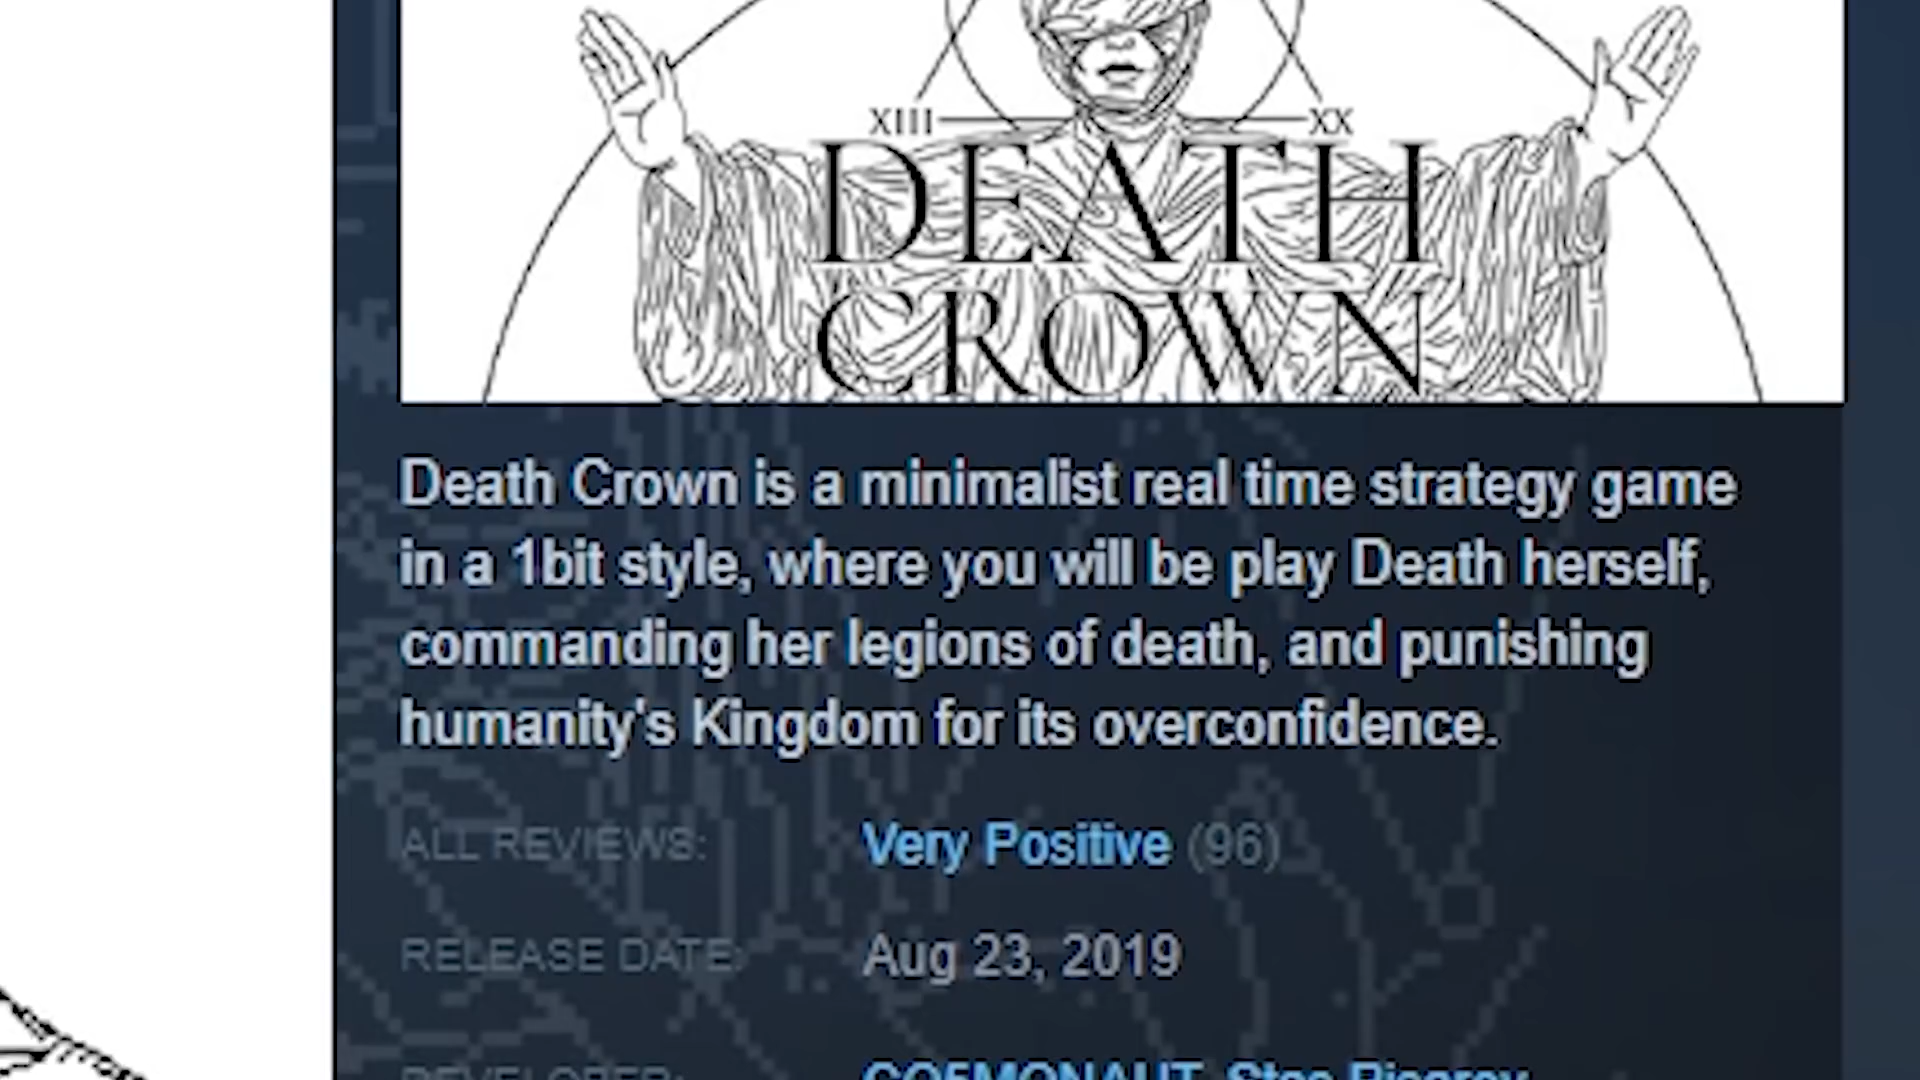 XIII XX
DEATH
CROWN
Death Crown is a minimalist real time strategy game
in a 1bit style, where you will be play Death herself,
commanding her legions of death, and punishing
humanity's Kingdom for its overconfidence.
ALL REVIEWS: Very Positive (96)
RELEASE DATE: Aug 23, 2019
DEVELOPER: CO5MONAUT,